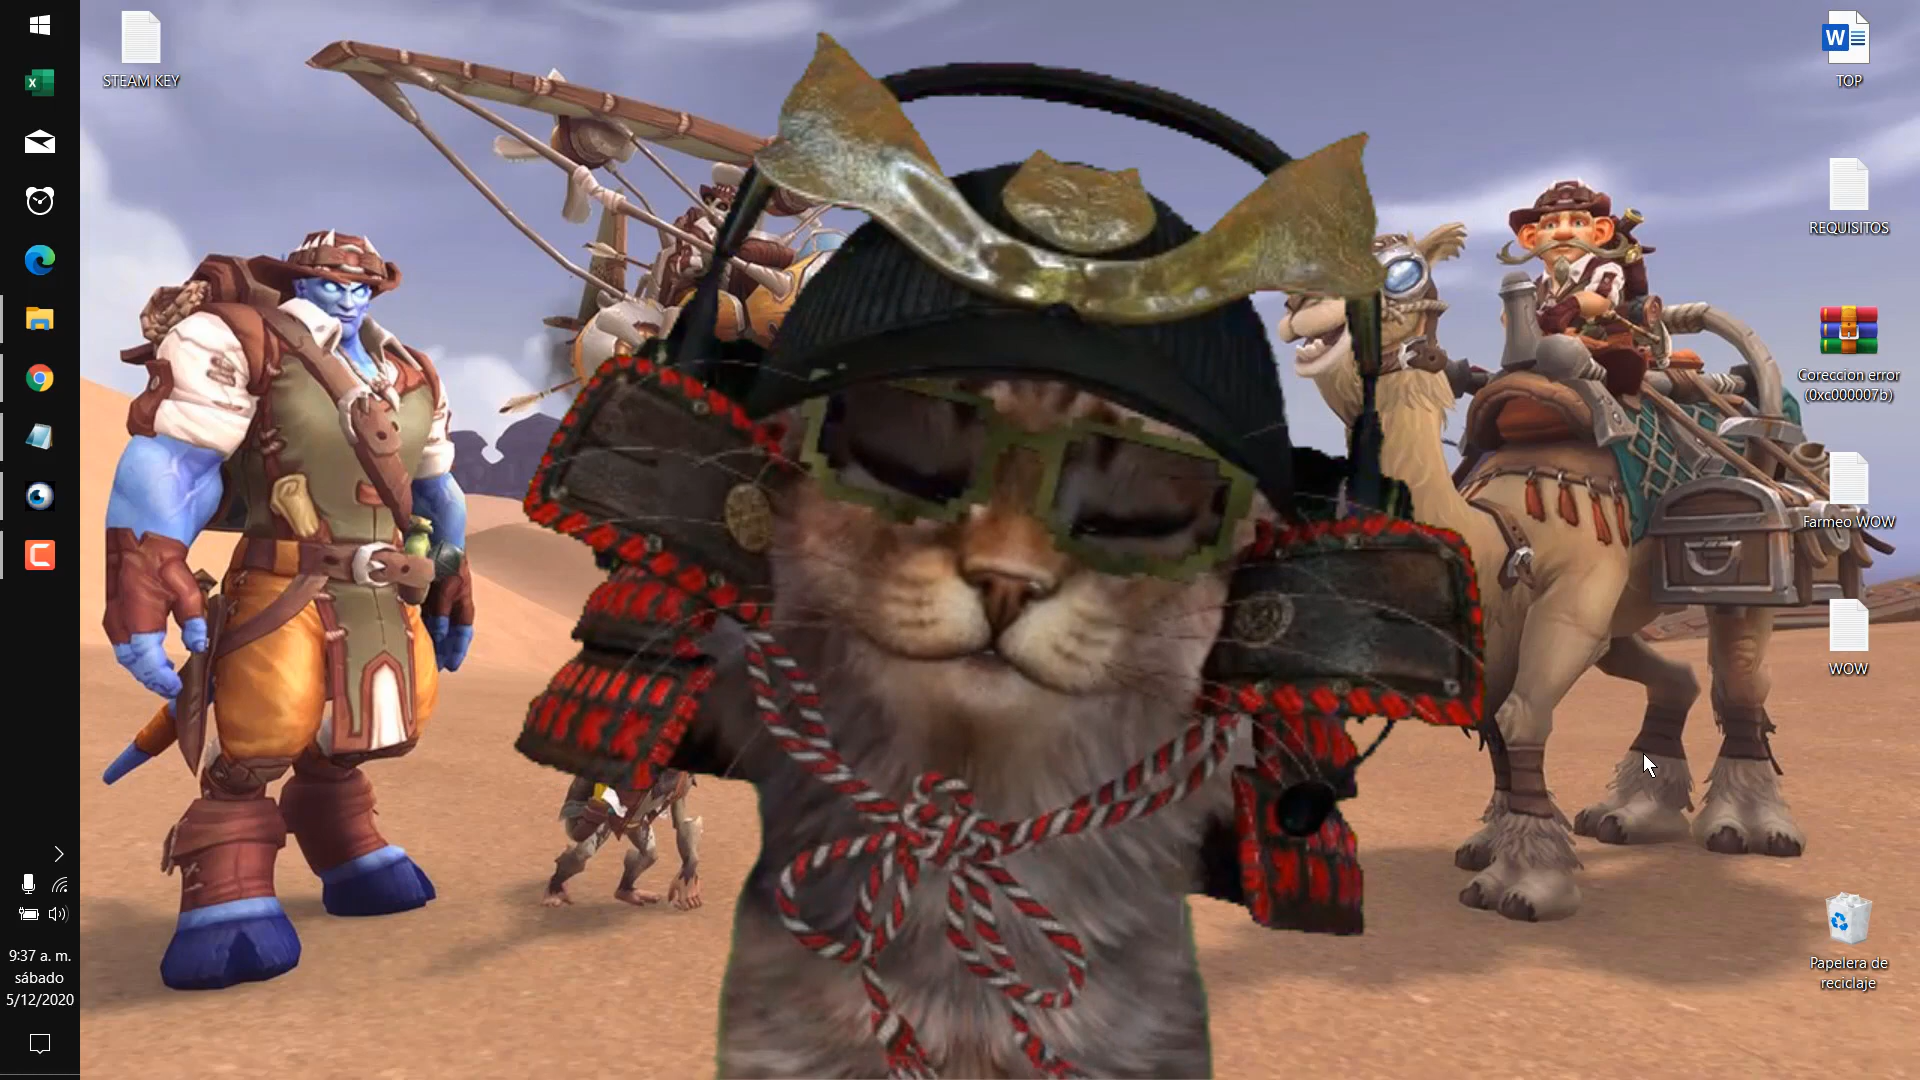 STEAM KEY
TOP
REQUISITOS
Coreccion error
(0xc000007b)
Farmeo WOW
WOW
Papelera de
reciclaje
9:37 a. m.
sábado
5/12/2020